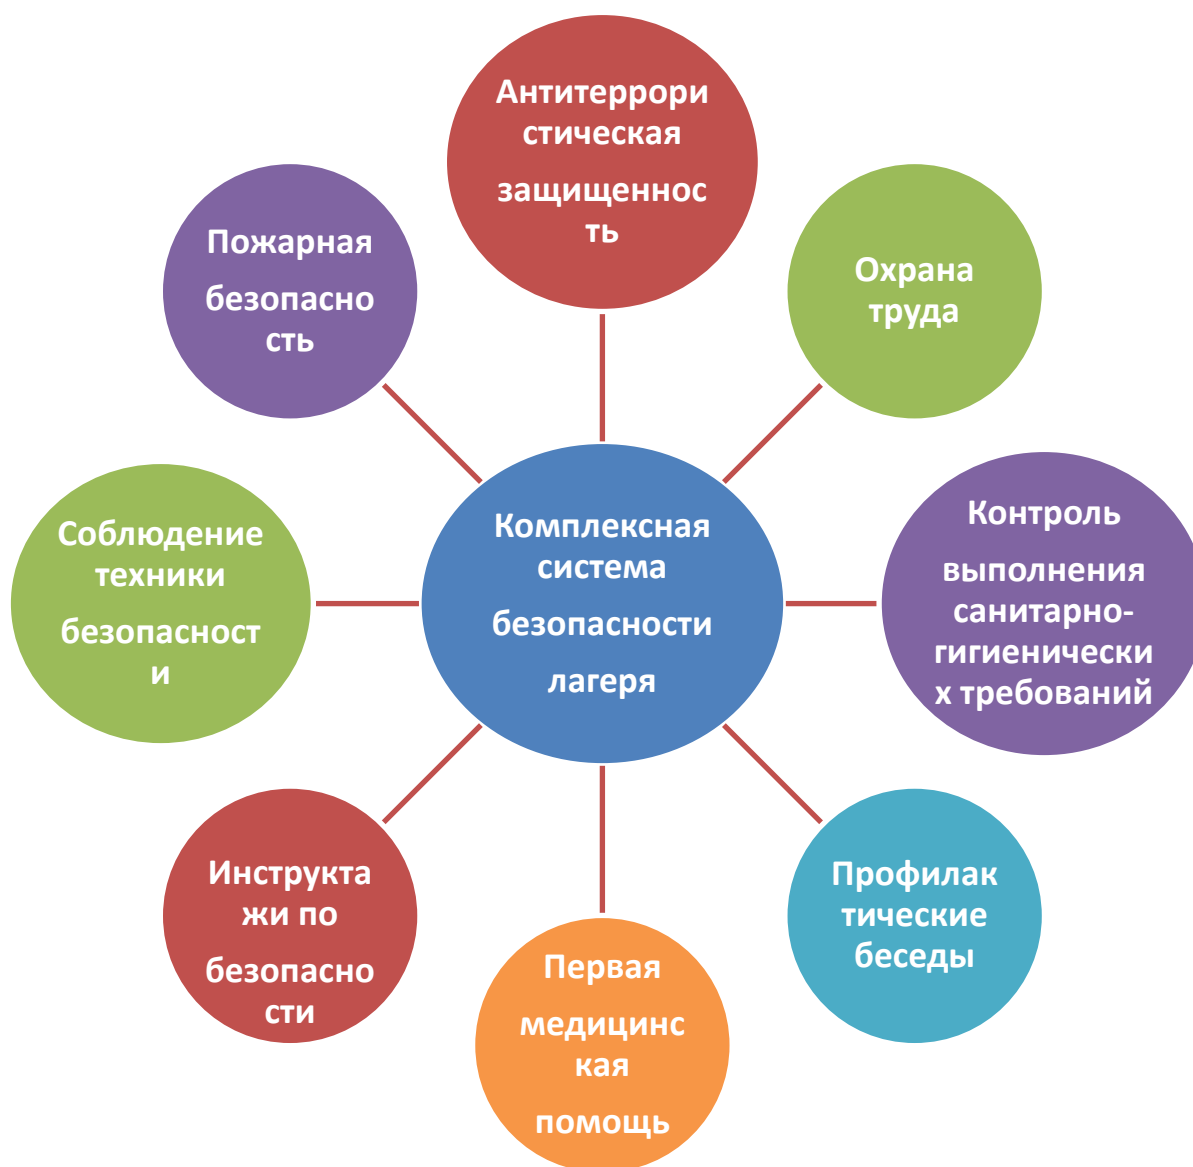 Антитеррори
стическая
защищеннос
ть
Охрана
труда
Контроль
выполнения
санитарно-
гигиенически
х требований
Профилак
тические
беседы
Первая
медицинс
кая
помощь
Инструкта
жи по
безопасно
сти
Соблюдение
техники
безопасност
и
Пожарная
безопасно
сть
Комплексная
система
безопасности
лагеря